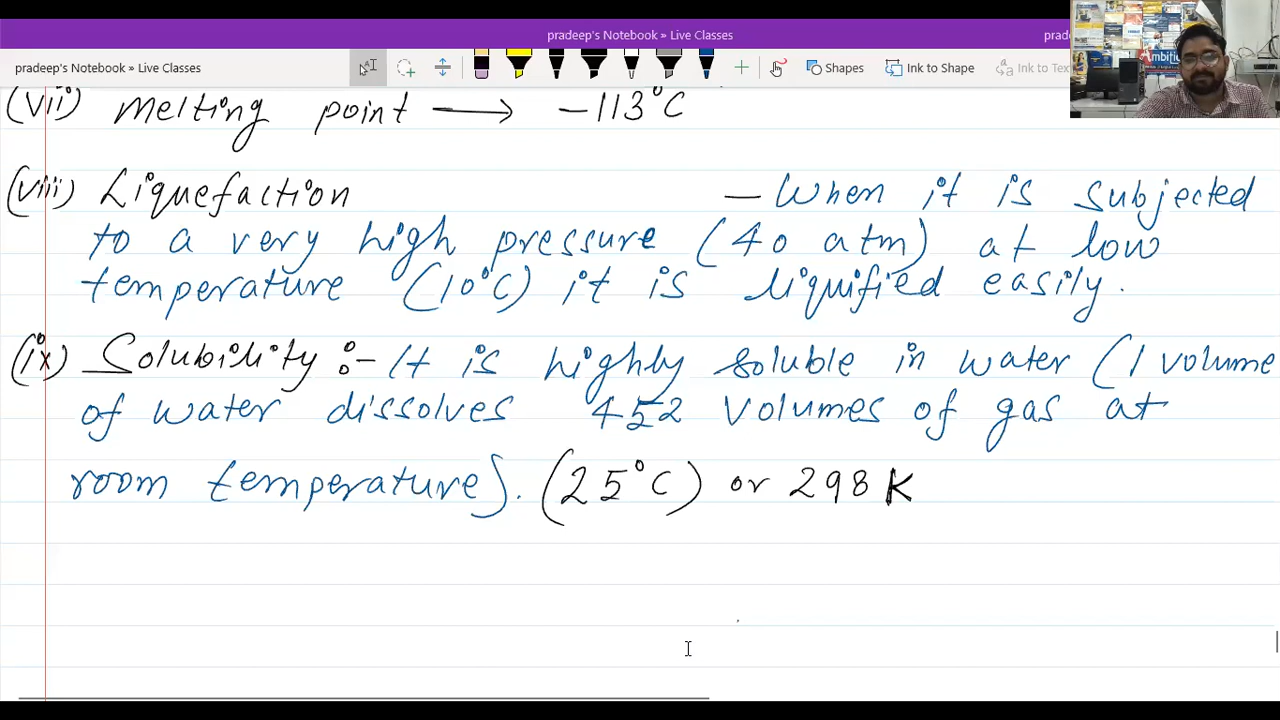 pradeep's Notebook » Live Classes
prade
pradeep's Notebook » Live Classes
Shapes
Ink to Shape
Ink to Text
(vii) Melting point → -113°C
(viii) Liquefaction — When it is subjected
to a very high pressure (40 atm) at low
temperature (10°C) it is liquified easily.
(ix) Solubility :- It is highly soluble in water (1 volume
of water dissolves 452 volumes of gas at
room temperature). (25°C) or 298 K